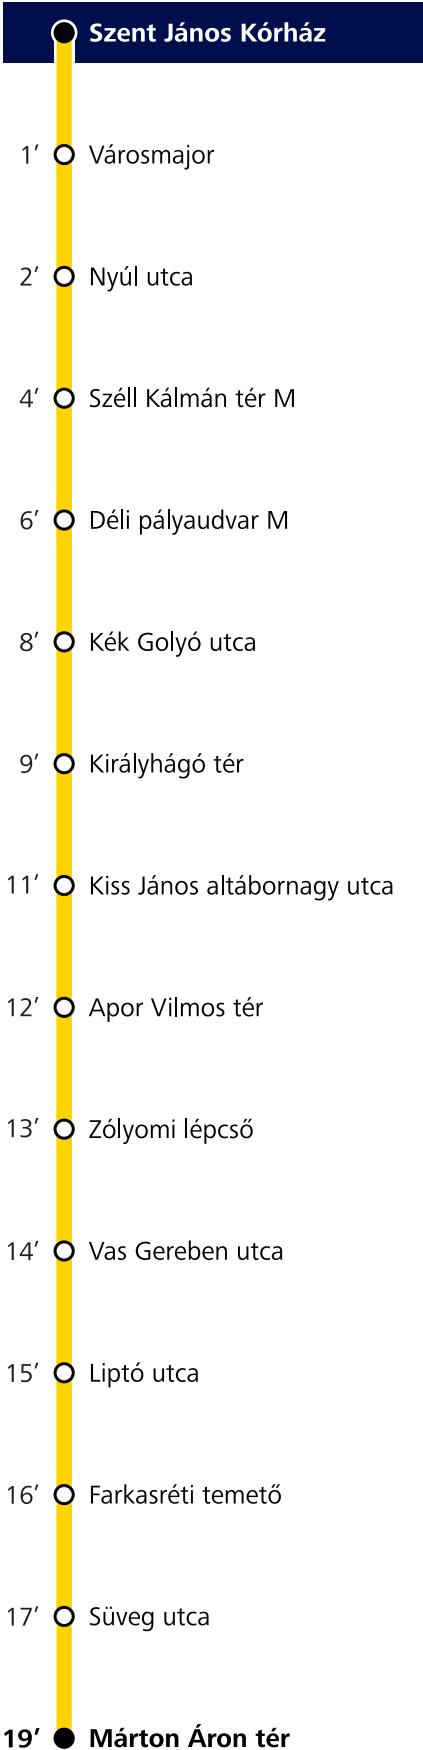 Szent János Kórház
1’ Városmajor
2’ Nyúl utca
4’ Széll Kálmán tér M
6’ Déli pályaudvar M
8’ Kék Golyó utca
9’ Királyhágó tér
11’ Kiss János altábornagy utca
12’ Apor Vilmos tér
13’ Zólyomi lépcső
14’ Vas Gereben utca
15’ Liptó utca
16’ Farkasréti temető
17’ Süveg utca
19’ Márton Áron tér